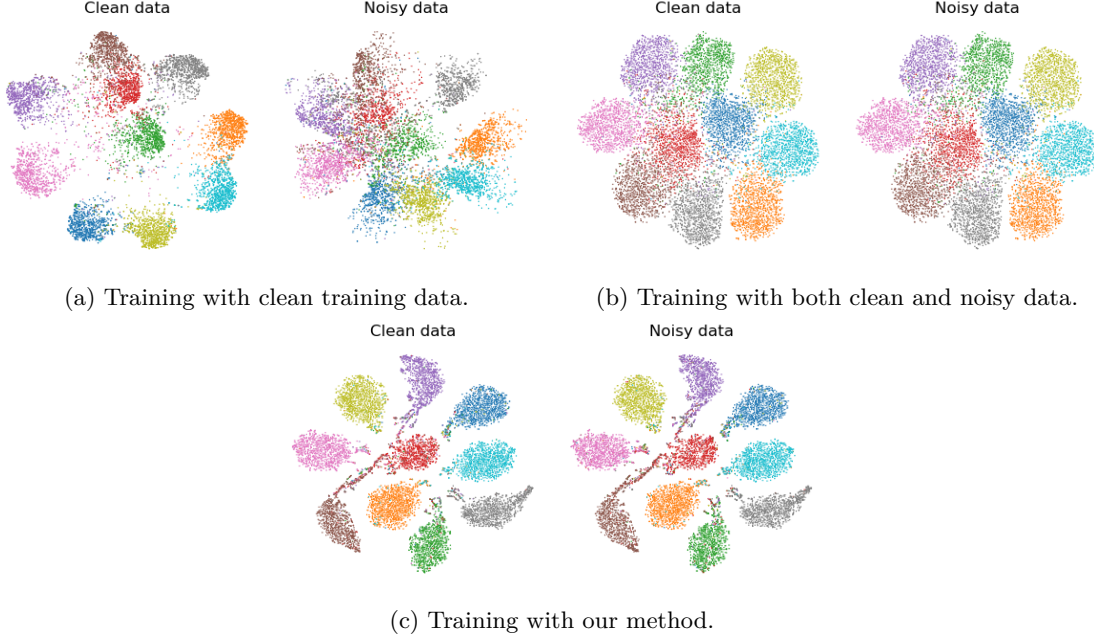 Clean data
Noisy data
Clean data
Noisy data
(a) Training with clean training data.
(b) Training with both clean and noisy data.
Clean data
Noisy data
(c) Training with our method.